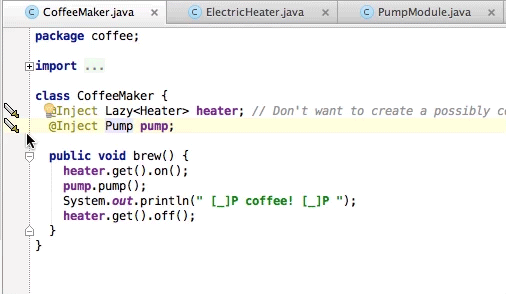 CoffeeMaker.java ElectricHeater.java PumpModule.java
package coffee;
import ...
class CoffeeMaker {
@Inject Lazy<Heater> heater; // Don't want to create a possibly
@Inject Pump pump;
public void brew() {
heater.get().on();
pump.pump();
System.out.println(" [_]P coffee! [_]P ");
heater.get().off();
}
}